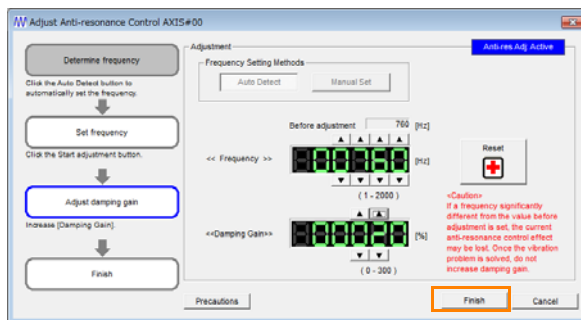 Adjust Anti-resonance Control AXIS#00
Determine frequency
Click the Auto Detect button to
automatically set the frequency.
Set frequency
Click the Start adjustment button.
Adjust damping gain
Increase [Damping Gain].
Finish
Adjustment
Anti-res Adj Active
Frequency Setting Methods
Auto Detect
Manual Set
Before adjustment
[Hz]
<< Frequency >>
[Hz]
( 1 - 2000 )
<<Damping Gain>>
00020
[%]
( 0 - 300 )
Reset
<Caution>
If a frequency significantly
different from the value before
adjustment is set, the current
anti-resonance control effect
may be lost. Once the vibration
problem is solved, do not
increase damping gain.
Precautions
Finish
Cancel